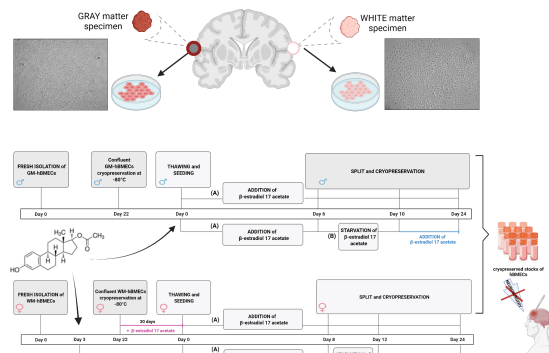 GRAY matter
specimen
WHITE matter
specimen
FRESH ISOLATION of
GM-hBMECs
Confluent
GM-hBMECs
cryopreservation at
-80°C
THAWING and
SEEDING
SPLIT and CRYOPRESERVATION
(A)
ADDITION of
β-estradiol 17 acetate
Day 0
Day 22
Day 0
Day 6
Day 10
Day 24
(A)
ADDITION of
β-estradiol 17 acetate
(B)
STARVATION of
β-estradiol 17
acetate
ADDITION of
β-estradiol 17 acetate
H₃C
O
CH₃
O
H
H
H
HO
cryopreserved stocks of
hBMECs
FRESH ISOLATION of
WM-hBMECs
Confluent WM-hBMECs
cryopreservation at
-80°C
THAWING and
SEEDING
SPLIT and CRYOPRESERVATION
30 days
+ β-estradiol 17 acetate
(A)
ADDITION of
β-estradiol 17 acetate
Day 0
Day 3
Day 22
Day 0
Day 8
Day 12
Day 24
(A)
ADDITION of